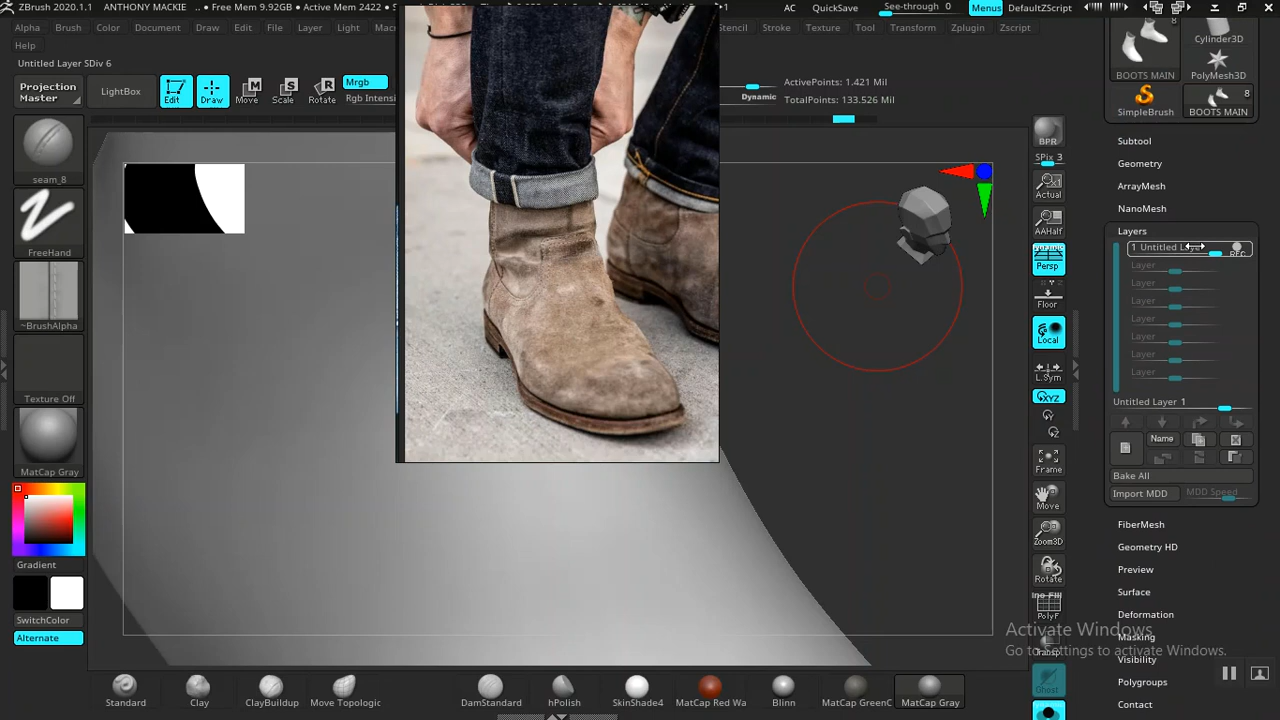 ZBrush 2020.1.1 ANTHONY MACKIE
• Free Mem 9.92GB • Active Mem 2422
AC QuickSave See-through 0 Menus DefaultZScript
Alpha Brush Color Document Draw Edit File Layer Light
Stencil Stroke Texture Tool Transform Zplugin Zscript
Help
Untitled Layer SDiv 6
Projection
Master
LightBox
Edit
Draw
Move
Scale
Rotate
Mrgb
Rgb Intensi
Dynamic
ActivePoints: 1.421 Mil
TotalPoints: 133.526 Mil
seam_8
FreeHand
~BrushAlpha
Texture Off
MatCap Gray
Gradient
SwitchColor
Alternate
BPR
SPix 3
Actual
AAHalf
Dynamic
Persp
Floor
Local
L.Sym
XYZ
Frame
Move
Zoom3D
Rotate
PolyF
Transp
Ghost
BOOTS MAIN
Cylinder3D
PolyMesh3D
SimpleBrush
8
BOOTS MAIN
Subtool
Geometry
ArrayMesh
NanoMesh
Layers
1 Untitled Laye
REC
Layer
Layer
Layer
Layer
Layer
Layer
Layer
Untitled Layer 1
Name
Bake All
Import MDD MDD Speed
FiberMesh
Geometry HD
Preview
Surface
Deformation
Masking
Visibility
Polygroups
Contact
Activate Windows
Go to Settings to activate Windows.
Standard Clay ClayBuildup Move Topologic DamStandard hPolish SkinShade4 MatCap Red Wa Blinn MatCap GreenC MatCap Gray